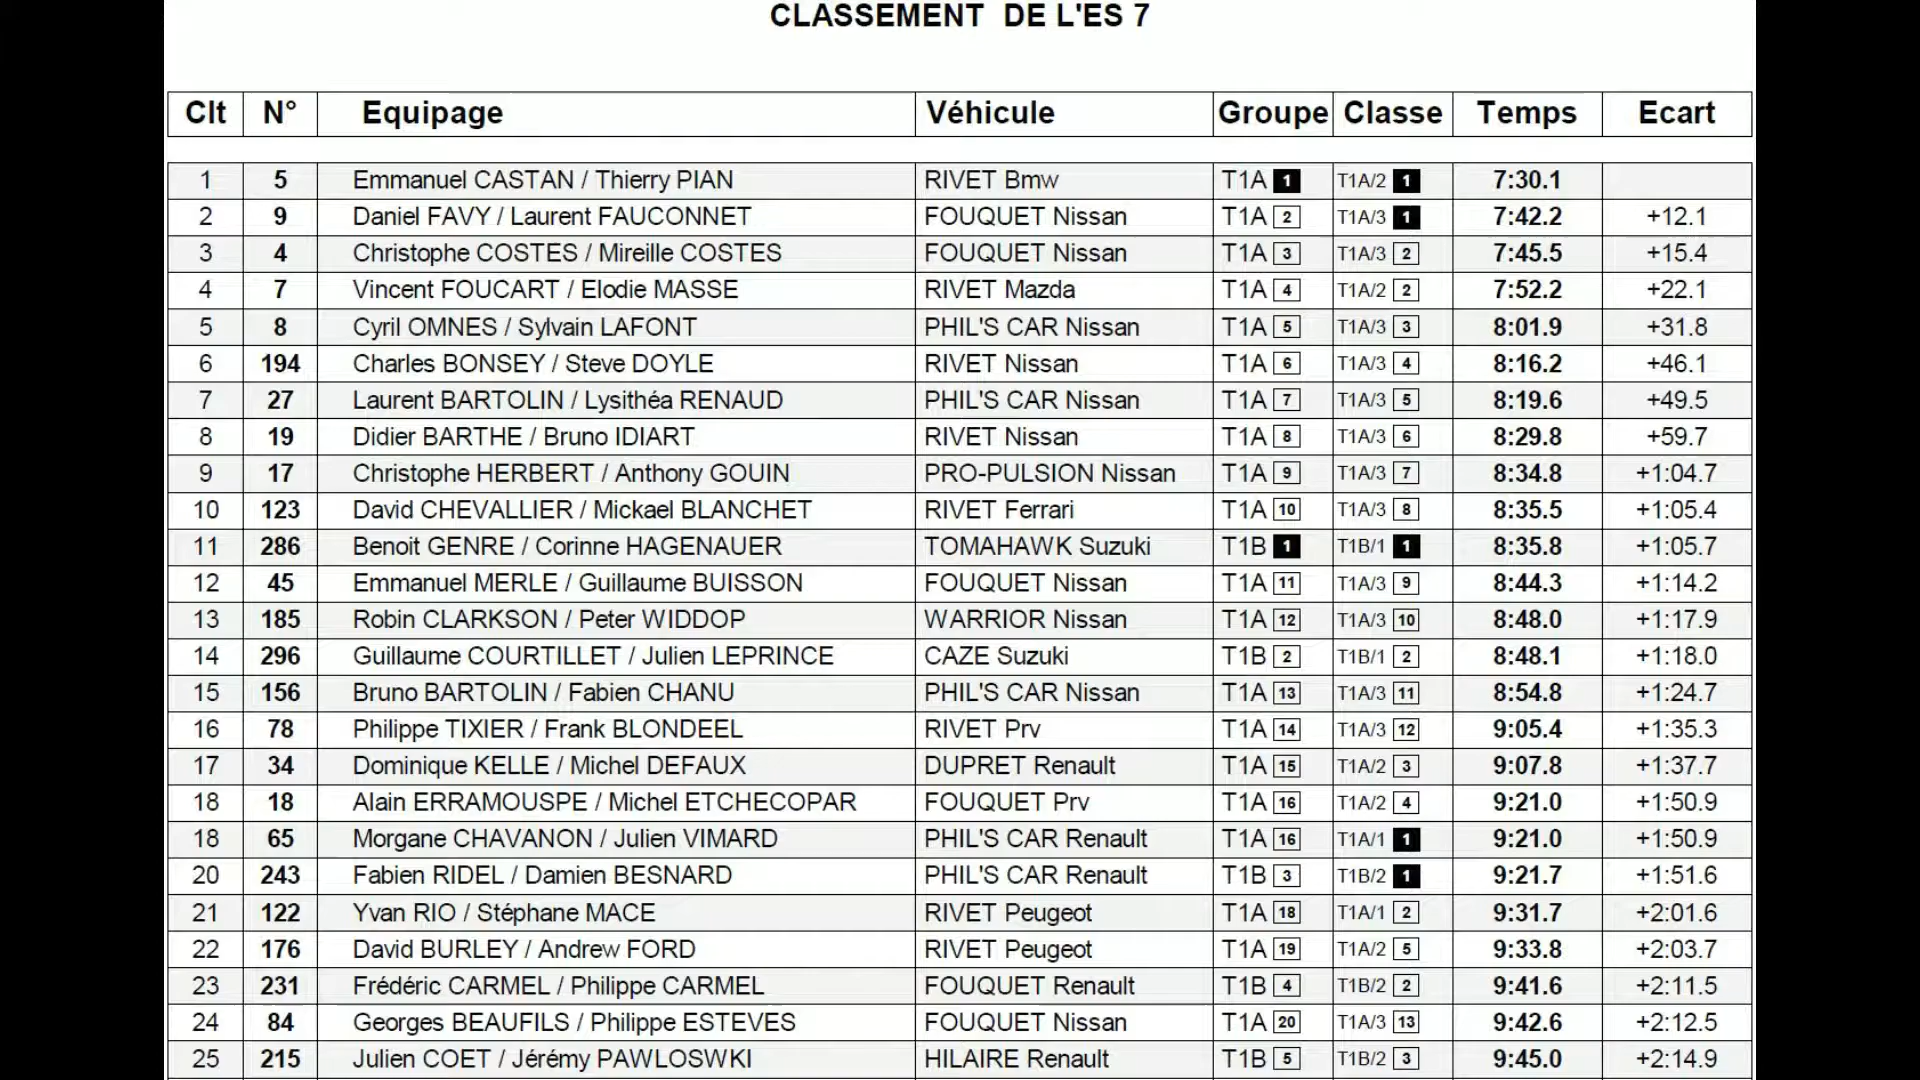 CLASSEMENT DE L'ES 7
Clt N° Equipage Véhicule Groupe Classe Temps Ecart
1 5 Emmanuel CASTAN / Thierry PIAN RIVET Bmw T1A 1 T1A/2 1 7:30.1
2 9 Daniel FAVY / Laurent FAUCONNET FOUQUET Nissan T1A 2 T1A/3 1 7:42.2 +12.1
3 4 Christophe COSTES / Mireille COSTES FOUQUET Nissan T1A 3 T1A/3 2 7:45.5 +15.4
4 7 Vincent FOUCART / Elodie MASSE RIVET Mazda T1A 4 T1A/2 2 7:52.2 +22.1
5 8 Cyril OMNES / Sylvain LAFONT PHIL'S CAR Nissan T1A 5 T1A/3 3 8:01.9 +31.8
6 194 Charles BONSEY / Steve DOYLE RIVET Nissan T1A 6 T1A/3 4 8:16.2 +46.1
7 27 Laurent BARTOLIN / Lysithéa RENAUD PHIL'S CAR Nissan T1A 7 T1A/3 5 8:19.6 +49.5
8 19 Didier BARTHE / Bruno IDIART RIVET Nissan T1A 8 T1A/3 6 8:29.8 +59.7
9 17 Christophe HERBERT / Anthony GOUIN PRO-PULSION Nissan T1A 9 T1A/3 7 8:34.8 +1:04.7
10 123 David CHEVALLIER / Mickael BLANCHET RIVET Ferrari T1A 10 T1A/3 8 8:35.5 +1:05.4
11 286 Benoit GENRE / Corinne HAGENAUER TOMAHAWK Suzuki T1B 1 T1B/1 1 8:35.8 +1:05.7
12 45 Emmanuel MERLE / Guillaume BUISSON FOUQUET Nissan T1A 11 T1A/3 9 8:44.3 +1:14.2
13 185 Robin CLARKSON / Peter WIDDOP WARRIOR Nissan T1A 12 T1A/3 10 8:48.0 +1:17.9
14 296 Guillaume COURTILLET / Julien LEPRINCE CAZE Suzuki T1B 2 T1B/1 2 8:48.1 +1:18.0
15 156 Bruno BARTOLIN / Fabien CHANU PHIL'S CAR Nissan T1A 13 T1A/3 11 8:54.8 +1:24.7
16 78 Philippe TIXIER / Frank BLONDEEL RIVET Prv T1A 14 T1A/3 12 9:05.4 +1:35.3
17 34 Dominique KELLE / Michel DEFAUX DUPRET Renault T1A 15 T1A/2 3 9:07.8 +1:37.7
18 18 Alain ERRAMOUSPE / Michel ETCHECOPAR FOUQUET Prv T1A 16 T1A/2 4 9:21.0 +1:50.9
18 65 Morgane CHAVANON / Julien VIMARD PHIL'S CAR Renault T1A 16 T1A/1 1 9:21.0 +1:50.9
20 243 Fabien RIDEL / Damien BESNARD PHIL'S CAR Renault T1B 3 T1B/2 1 9:21.7 +1:51.6
21 122 Yvan RIO / Stéphane MACE RIVET Peugeot T1A 18 T1A/1 2 9:31.7 +2:01.6
22 176 David BURLEY / Andrew FORD RIVET Peugeot T1A 19 T1A/2 5 9:33.8 +2:03.7
23 231 Frédéric CARMEL / Philippe CARMEL FOUQUET Renault T1B 4 T1B/2 2 9:41.6 +2:11.5
24 84 Georges BEAUFILS / Philippe ESTEVES FOUQUET Nissan T1A 20 T1A/3 13 9:42.6 +2:12.5
25 215 Julien COET / Jérémy PAWLOSWKI HILAIRE Renault T1B 5 T1B/2 3 9:45.0 +2:14.9